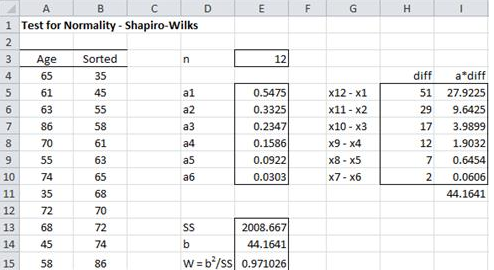 A B C D E F G H I
1 Test for Normality - Shapiro-Wilks
2
3 Age Sorted n 12
4 65 35 diff a*diff
5 61 45 a1 0.5475 x12 - x1 51 27.9225
6 63 55 a2 0.3325 x11 - x2 29 9.6425
7 86 58 a3 0.2347 x10 - x3 17 3.9899
8 70 61 a4 0.1586 x9 - x4 12 1.9032
9 55 63 a5 0.0922 x8 - x5 7 0.6454
10 74 65 a6 0.0303 x7 - x6 2 0.0606
11 35 68 44.1641
12 72 70
13 68 72 SS 2008.667
14 45 74 b 44.1641
15 58 86 W = b²/SS 0.971026